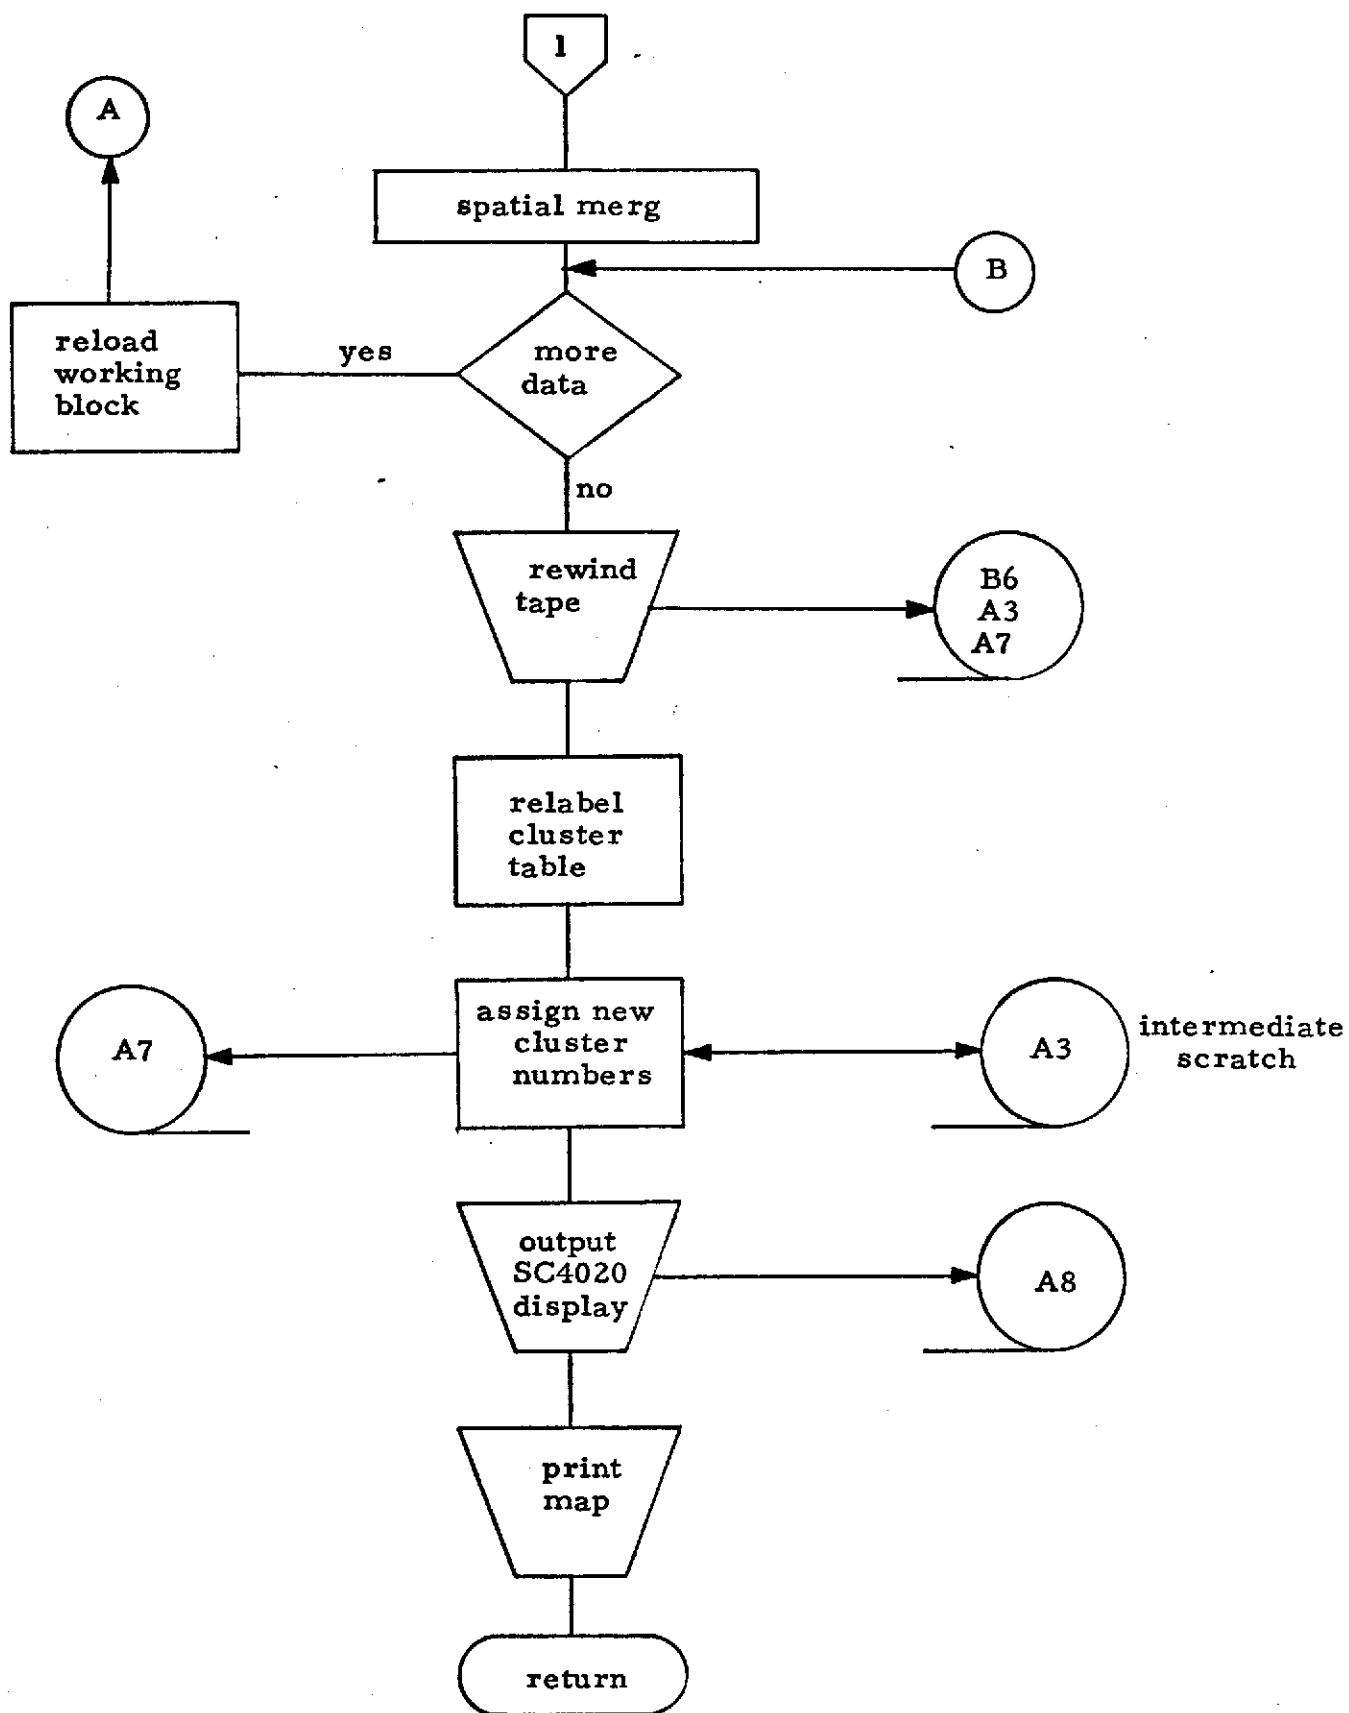 1
A
spatial merg
B
reload
working
block
yes
more
data
no
rewind
tape
B6
A3
A7
relabel
cluster
table
A7
assign new
cluster
numbers
A3
intermediate
scratch
output
SC4020
display
A8
print
map
return